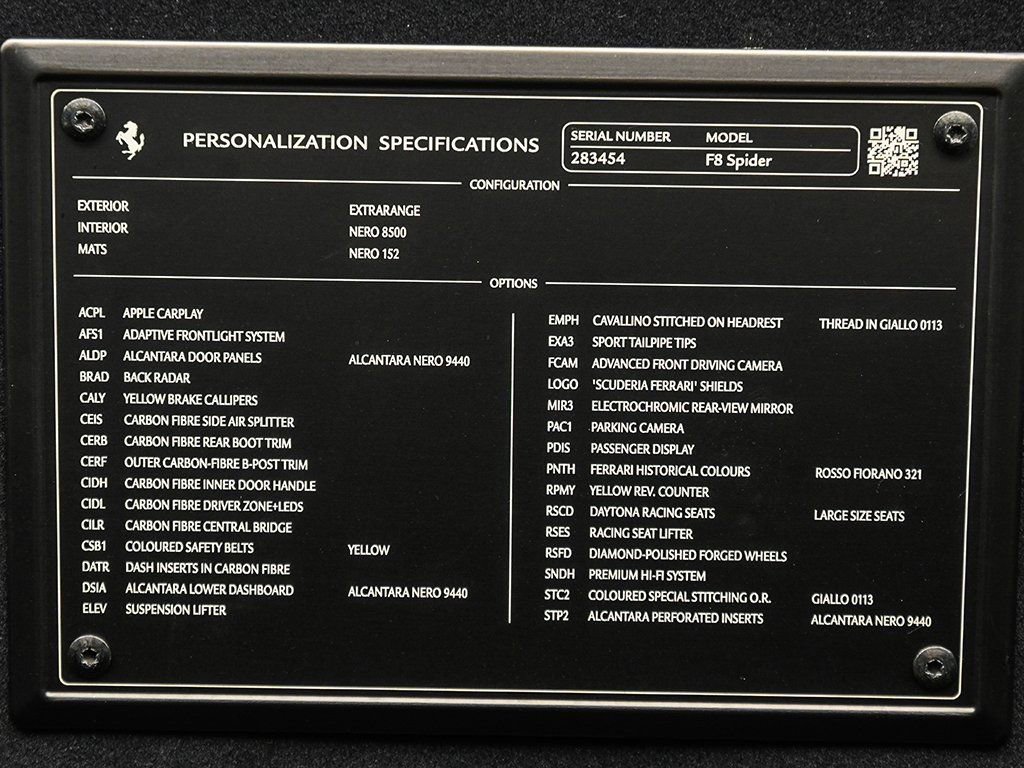 PERSONALIZATION SPECIFICATIONS
SERIAL NUMBER MODEL
283454 F8 Spider
CONFIGURATION
EXTERIOR EXTRARANGE
INTERIOR NERO 8500
MATS NERO 152
OPTIONS
ACPL APPLE CARPLAY
AFS1 ADAPTIVE FRONTLIGHT SYSTEM
ALDP ALCANTARA DOOR PANELS ALCANTARA NERO 9440
BRAD BACK RADAR
CALY YELLOW BRAKE CALLIPERS
CEIS CARBON FIBRE SIDE AIR SPLITTER
CERB CARBON FIBRE REAR BOOT TRIM
CERF OUTER CARBON-FIBRE B-POST TRIM
CIDH CARBON FIBRE INNER DOOR HANDLE
CIDL CARBON FIBRE DRIVER ZONE+LEDS
CILR CARBON FIBRE CENTRAL BRIDGE
CSB1 COLOURED SAFETY BELTS YELLOW
DATR DASH INSERTS IN CARBON FIBRE
DSIA ALCANTARA LOWER DASHBOARD ALCANTARA NERO 9440
ELEV SUSPENSION LIFTER
EMPH CAVALLINO STITCHED ON HEADREST THREAD IN GIALLO 0113
EXA3 SPORT TAILPIPE TIPS
FCAM ADVANCED FRONT DRIVING CAMERA
LOGO 'SCUDERIA FERRARI' SHIELDS
MIR3 ELECTROCHROMIC REAR-VIEW MIRROR
PAC1 PARKING CAMERA
PDIS PASSENGER DISPLAY
PNTH FERRARI HISTORICAL COLOURS ROSSO FIORANO 321
RPMY YELLOW REV. COUNTER
RSCD DAYTONA RACING SEATS LARGE SIZE SEATS
RSES RACING SEAT LIFTER
RSFD DIAMOND-POLISHED FORGED WHEELS
SNDH PREMIUM HI-FI SYSTEM
STC2 COLOURED SPECIAL STITCHING O.R. GIALLO 0113
STP2 ALCANTARA PERFORATED INSERTS ALCANTARA NERO 9440